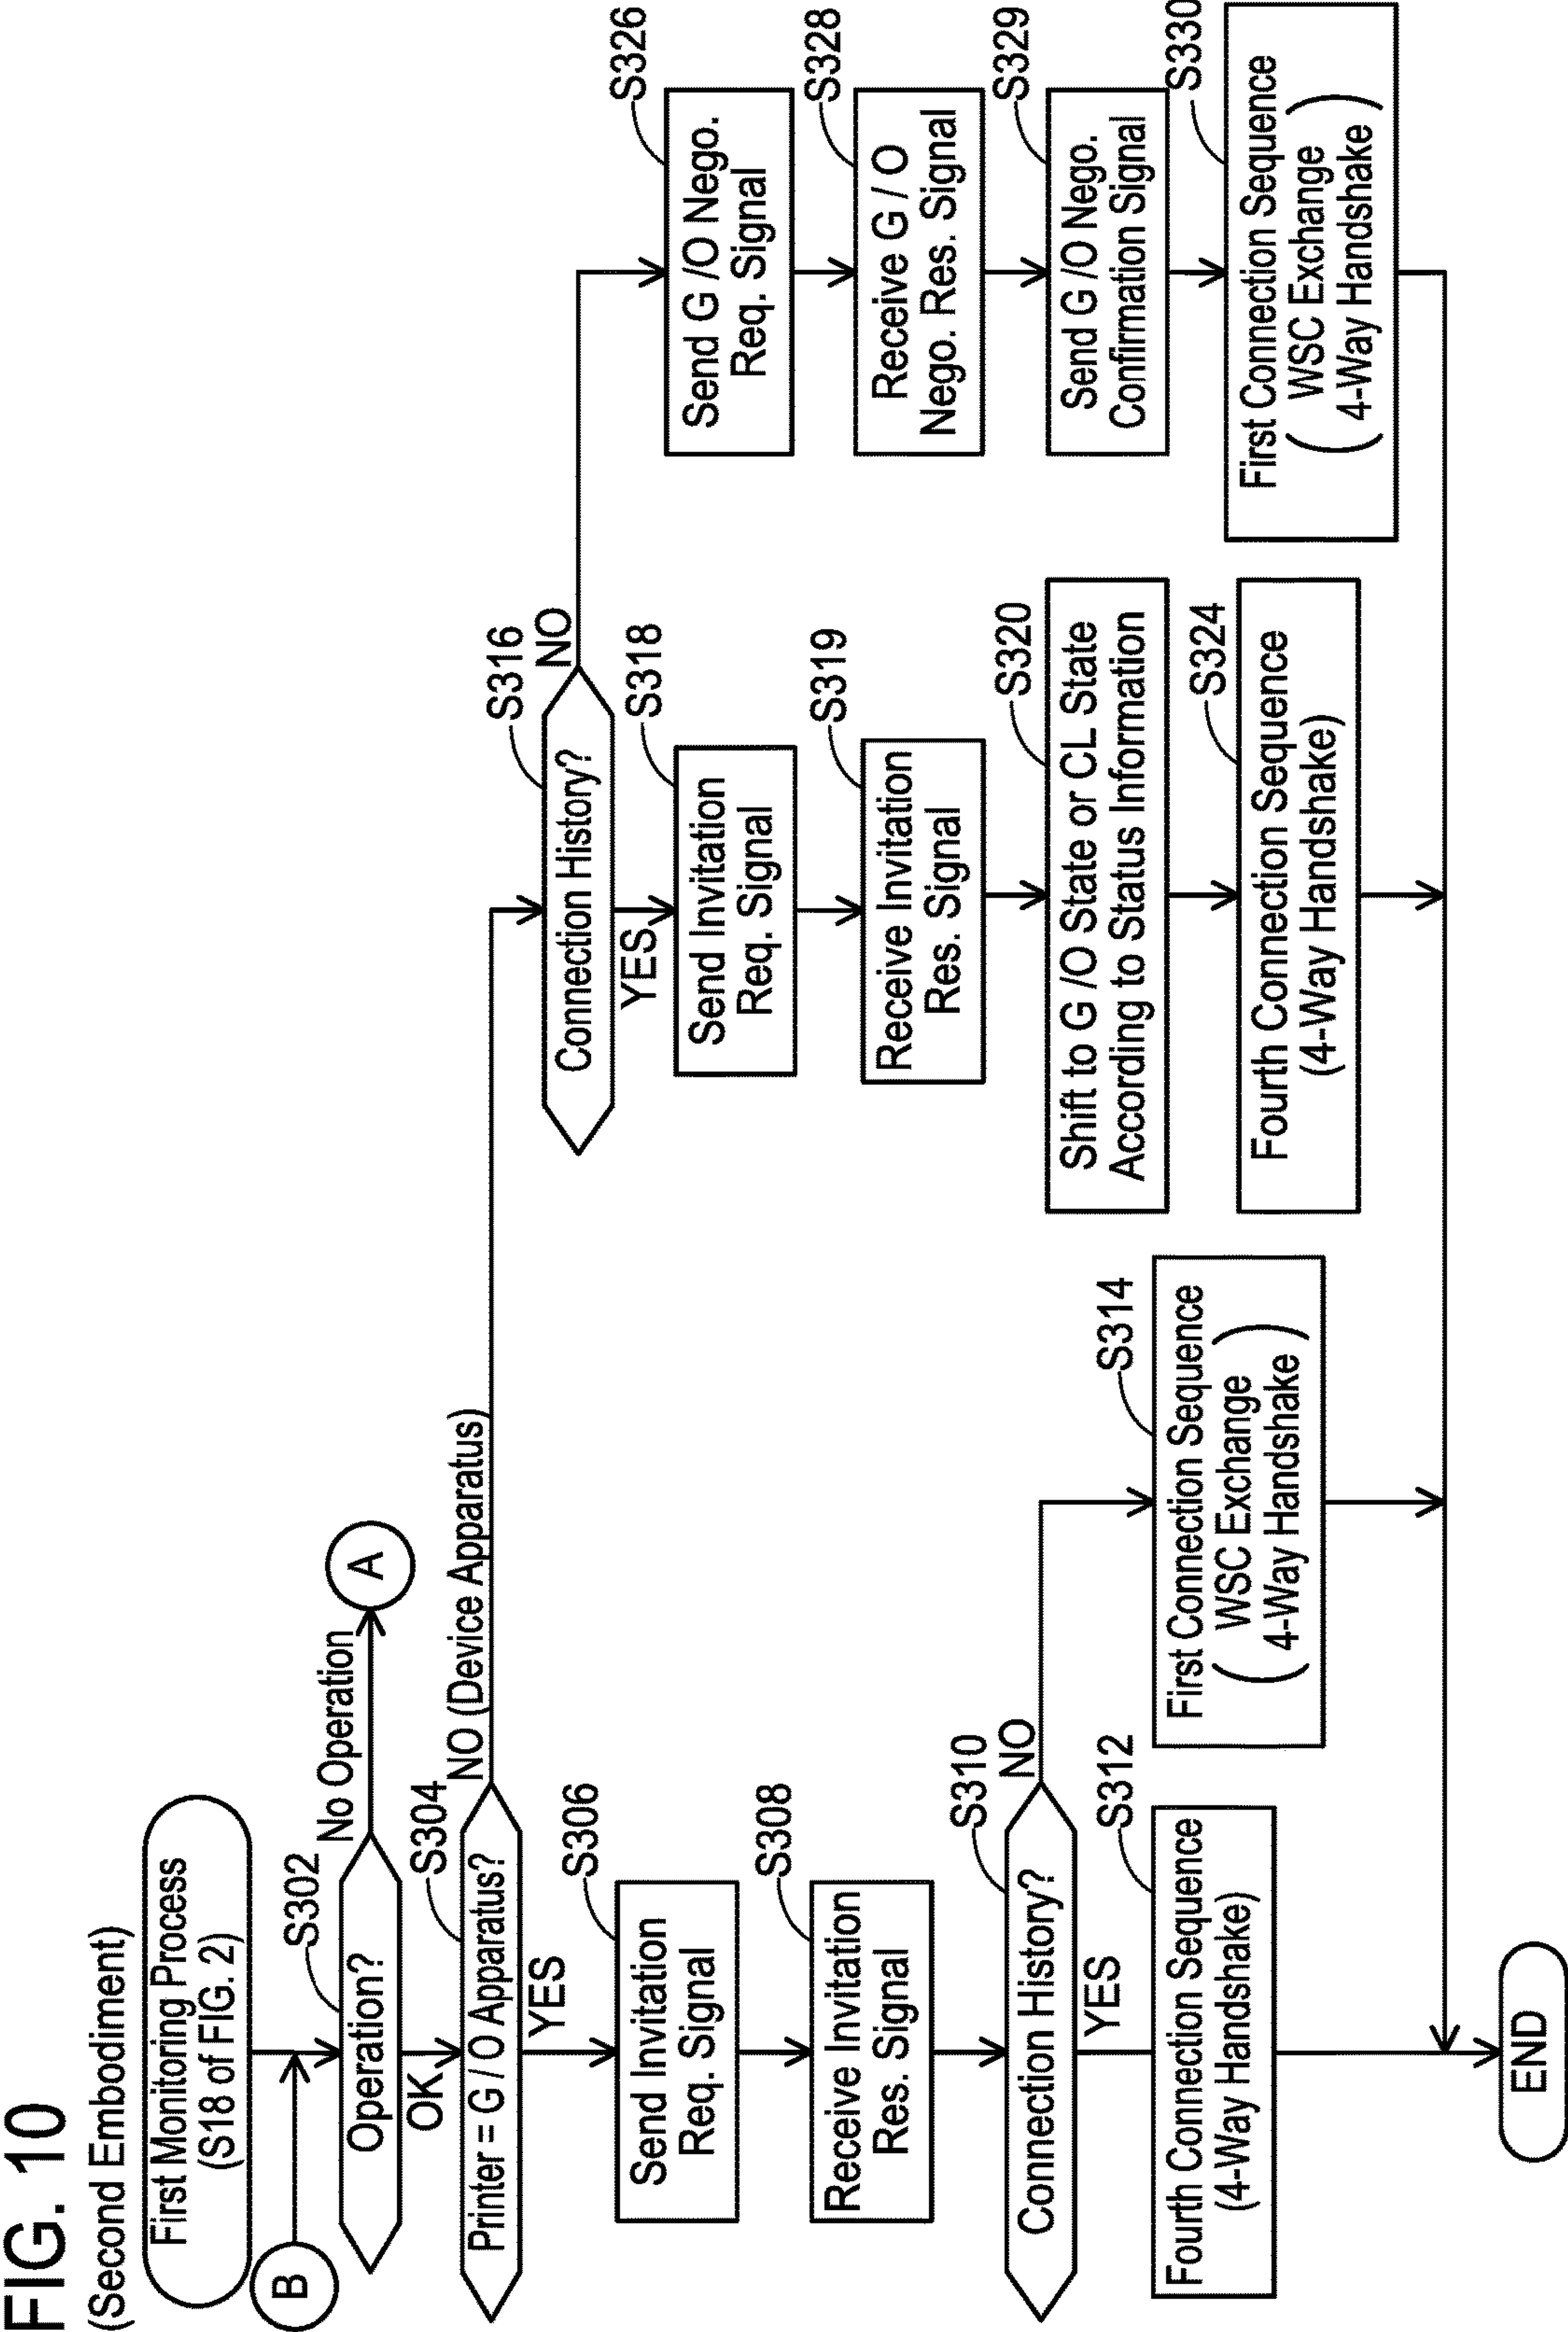 FIG. 10
(Second Embodiment)
First Monitoring Process
(S18 of FIG. 2)
B
S302
Operation?
No Operation
A
OK
S304
Printer = G / O Apparatus?
NO (Device Apparatus)
YES
S306
Send Invitation
Req. Signal
S308
Receive Invitation
Res. Signal
S310
Connection History?
NO
YES
S312
Fourth Connection Sequence
(4-Way Handshake)
S314
First Connection Sequence
( WSC Exchange
4-Way Handshake )
S316
Connection History?
NO
YES
S318
Send Invitation
Req. Signal
S319
Receive Invitation
Res. Signal
S320
Shift to G /O State or CL State
According to Status Information
S324
Fourth Connection Sequence
(4-Way Handshake)
S326
Send G /O Nego.
Req. Signal
S328
Receive G / O
Nego. Res. Signal
S329
Send G /O Nego.
Confirmation Signal
S330
First Connection Sequence
( WSC Exchange
4-Way Handshake )
END